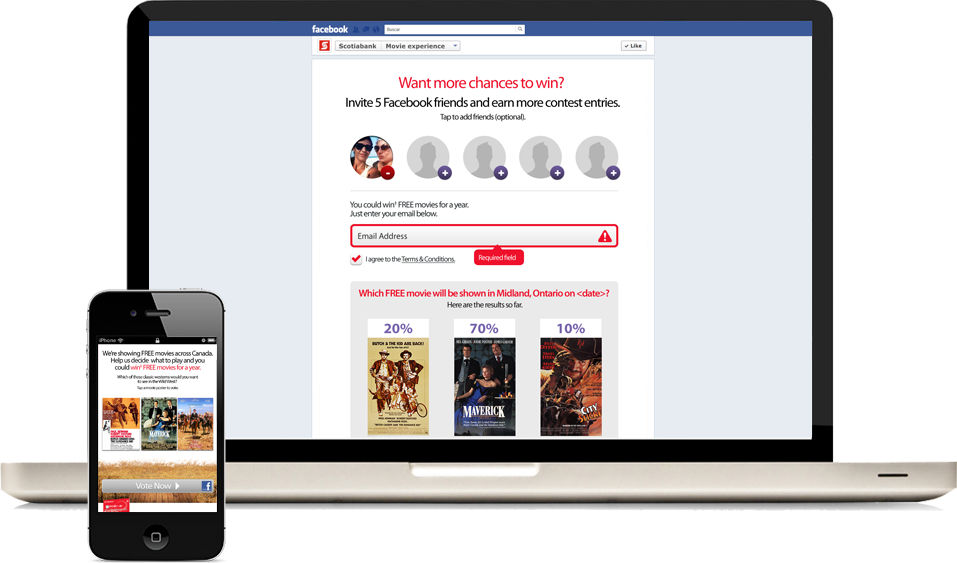 facebook
Buscar
S Scotiabank Movie experience
Like
Want more chances to win?
Invite 5 Facebook friends and earn more contest entries.
Tap to add friends (optional).
You could win¹ FREE movies for a year.
Just enter your email below.
Email Address
I agree to the Terms & Conditions.
Required field
Which FREE movie will be shown in Midland, Ontario on <date>?
Here are the results so far.
20% 70% 10%
BUTCH & THE KID ARE BACK!
MAVERICK
CITY
iPhone
We're showing FREE movies across Canada.
Help us decide what to play and you
could win¹ FREE movies for a year.
Which of these classic westerns would you want
to see in the Wild West?
Tap a movie poster to vote.
MAVERICK
Vote Now
f